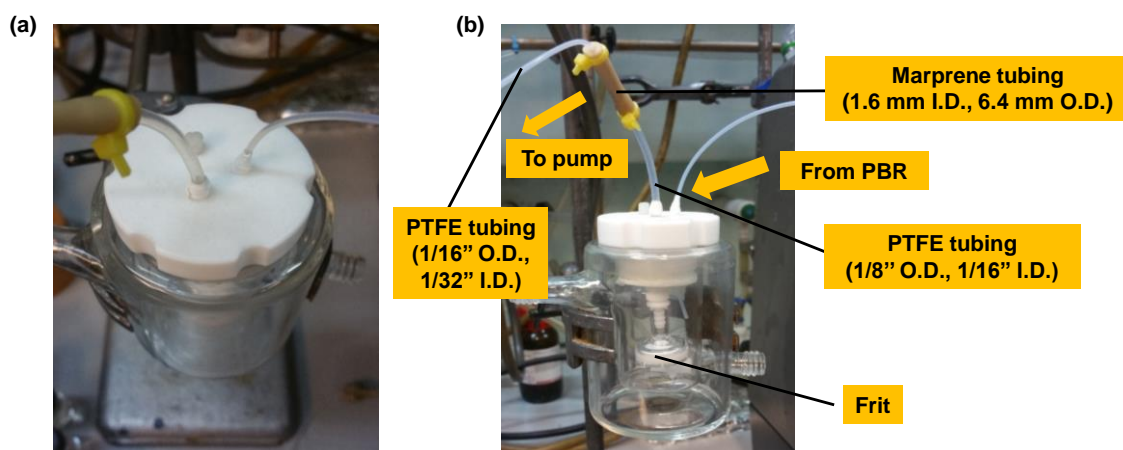 (a)
(b)
Marprene tubing
(1.6 mm I.D., 6.4 mm O.D.)
To pump
From PBR
PTFE tubing
(1/16” O.D.,
1/32” I.D.)
PTFE tubing
(1/8” O.D., 1/16” I.D.)
Frit